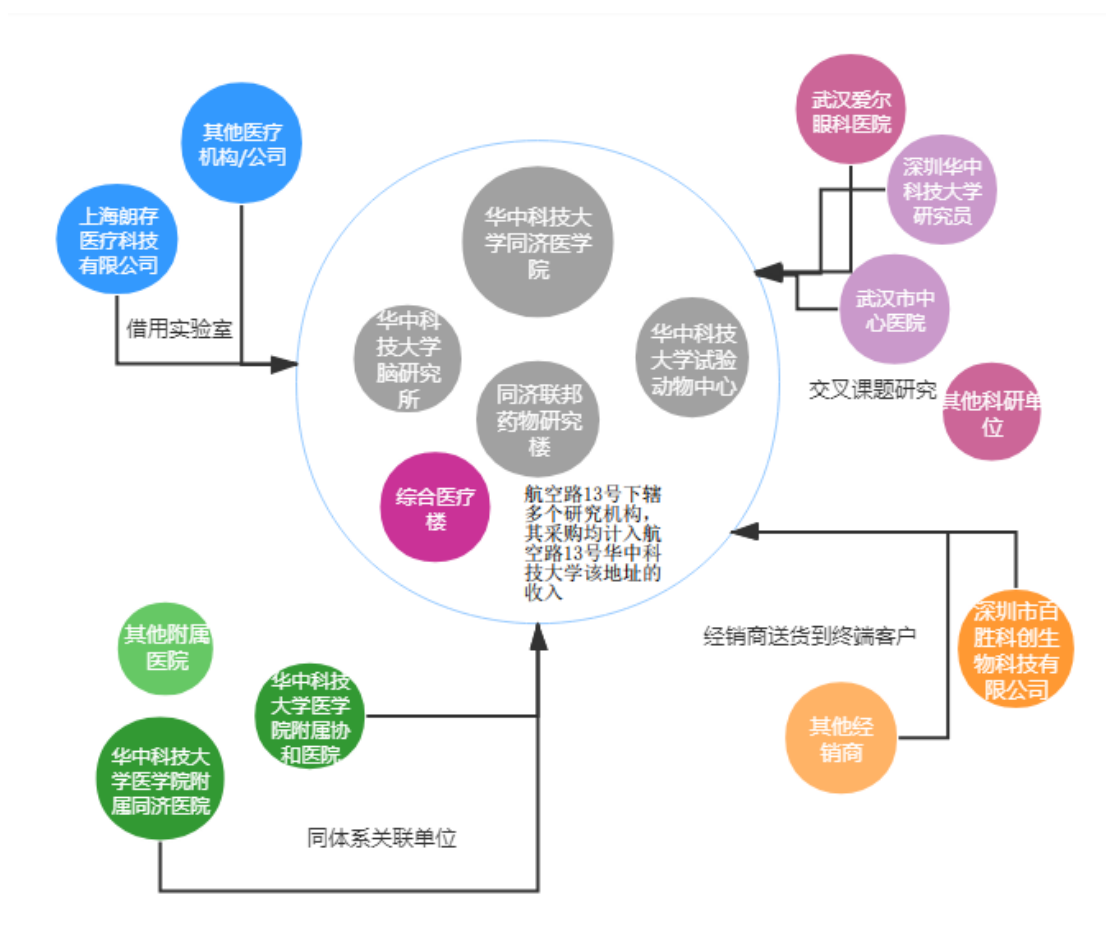 其他医疗
机构/公司
上海朗存
医疗科技
有限公司
借用实验室
华中科技大
学同济医学
院
华中科
技大学
脑研究
所
同济联邦
药物研究
楼
华中科技
大学试验
动物中心
综合医疗
楼
航空路13号下辖
多个研究机构，
其采购均计入航
空路13号华中科
技大学该地址的
收入
武汉爱尔
眼科医院
深圳华中
科技大学
研究员
武汉市中
心医院
交叉课题研究
其他科研单
位
其他附属
医院
华中科技
大学医学
院附属协
和医院
华中科技大
学医学院附
属同济医院
同体系关联单位
经销商送货到终端客户
深圳市百
胜科创生
物科技有
限公司
其他经
销商